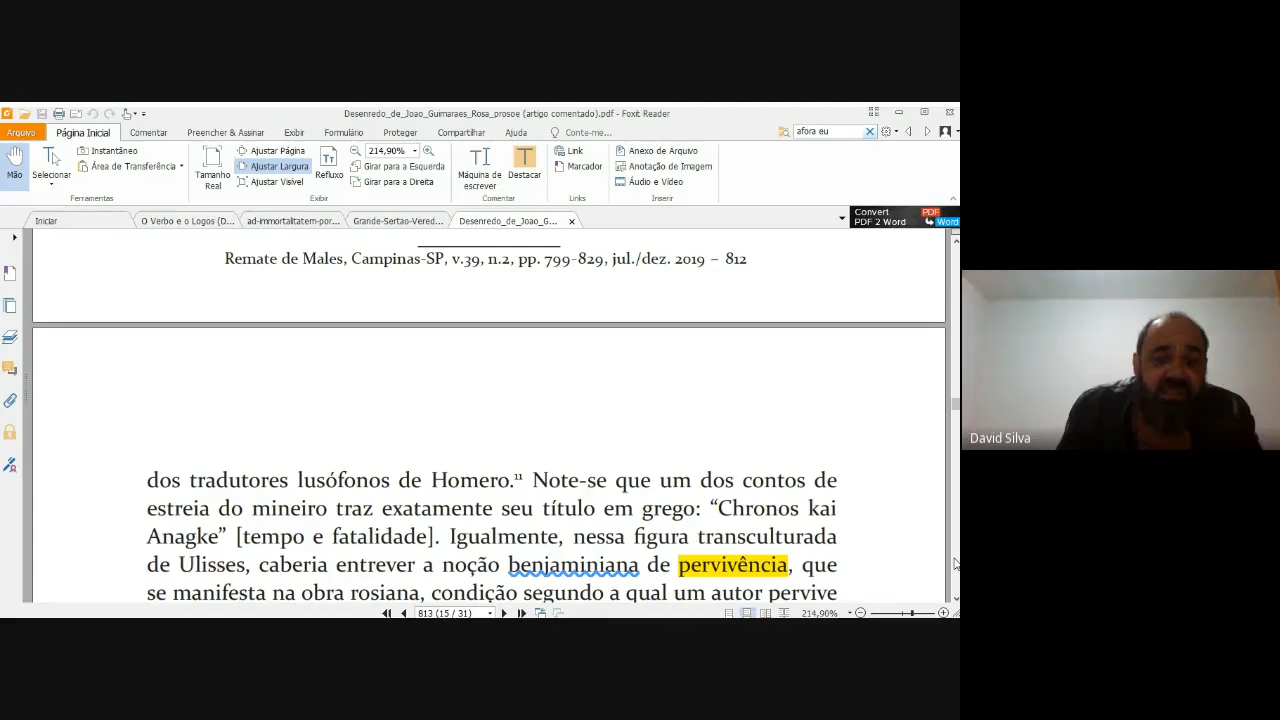 Desenredo_de_Joao_Guimaraes_Rosa_prosoe (artigo comentado).pdf - Foxit Reader
Arquivo Página Inicial Comentar Preencher & Assinar Exibir Formulário Proteger Compartilhar Ajuda Conte-me... afora eu
Mão
Selecionar
Instantâneo
Área de Transferência
Ferramentas
Tamanho Real
Ajustar Página
Ajustar Largura
Ajustar Visível
Refluxo
214,90%
Girar para a Esquerda
Girar para a Direita
Exibir
Máquina de escrever
Destacar
Comentar
Link
Marcador
Links
Anexo de Arquivo
Anotação de Imagem
Áudio e Vídeo
Inserir
Iniciar O Verbo e o Logos (D... ad-immortalitatem-por... Grande-Sertao-Vered... Desenredo_de_Joao_G...
Convert PDF
PDF 2 Word Word
Remate de Males, Campinas-SP, v.39, n.2, pp. 799-829, jul./dez. 2019 – 812
dos tradutores lusófonos de Homero.¹¹ Note-se que um dos contos de
estreia do mineiro traz exatamente seu título em grego: “Chronos kai
Anagke” [tempo e fatalidade]. Igualmente, nessa figura transculturada
de Ulisses, caberia entrever a noção benjaminiana de pervivência, que
se manifesta na obra rosiana, condição segundo a qual um autor pervive
813 (15 / 31) 214,90%
David Silva